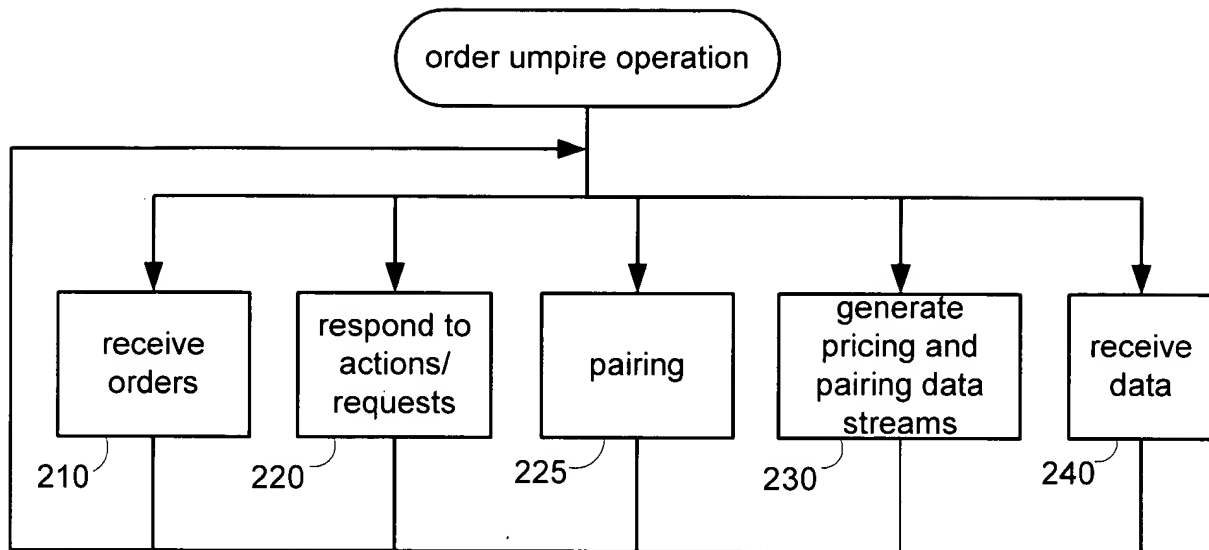 order umpire operation
receive
orders
respond to
actions/
requests
pairing
generate
pricing and
pairing data
streams
receive
data
210
220
225
230
240